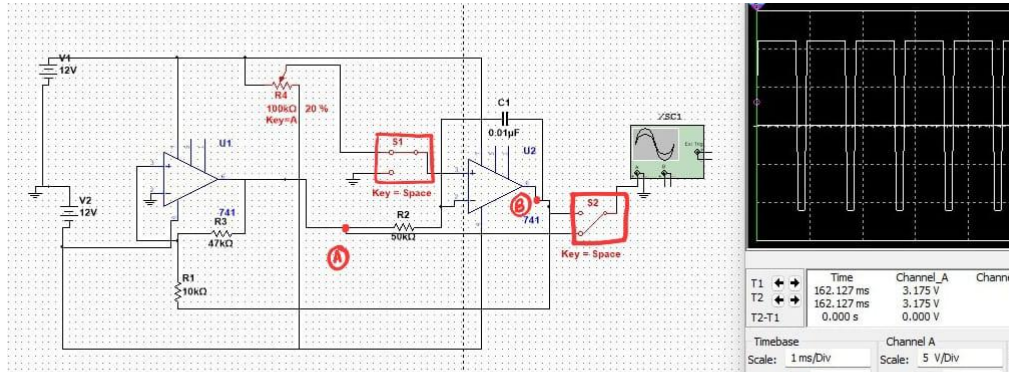 V1
12V
R4
100kΩ 20 %
Key=A
C1
0.01µF
XSC1
Ext Trig
S1
U1
U2
Key = Space
V2
12V
741
R3
47kΩ
R2
50kΩ
B
741
S2
A
Key = Space
R1
10kΩ
Time Channel_A Chann
T1 162.127 ms 3.175 V
T2 162.127 ms 3.175 V
T2-T1 0.000 s 0.000 V
Timebase Channel A
Scale: 1 ms/Div Scale: 5 V/Div